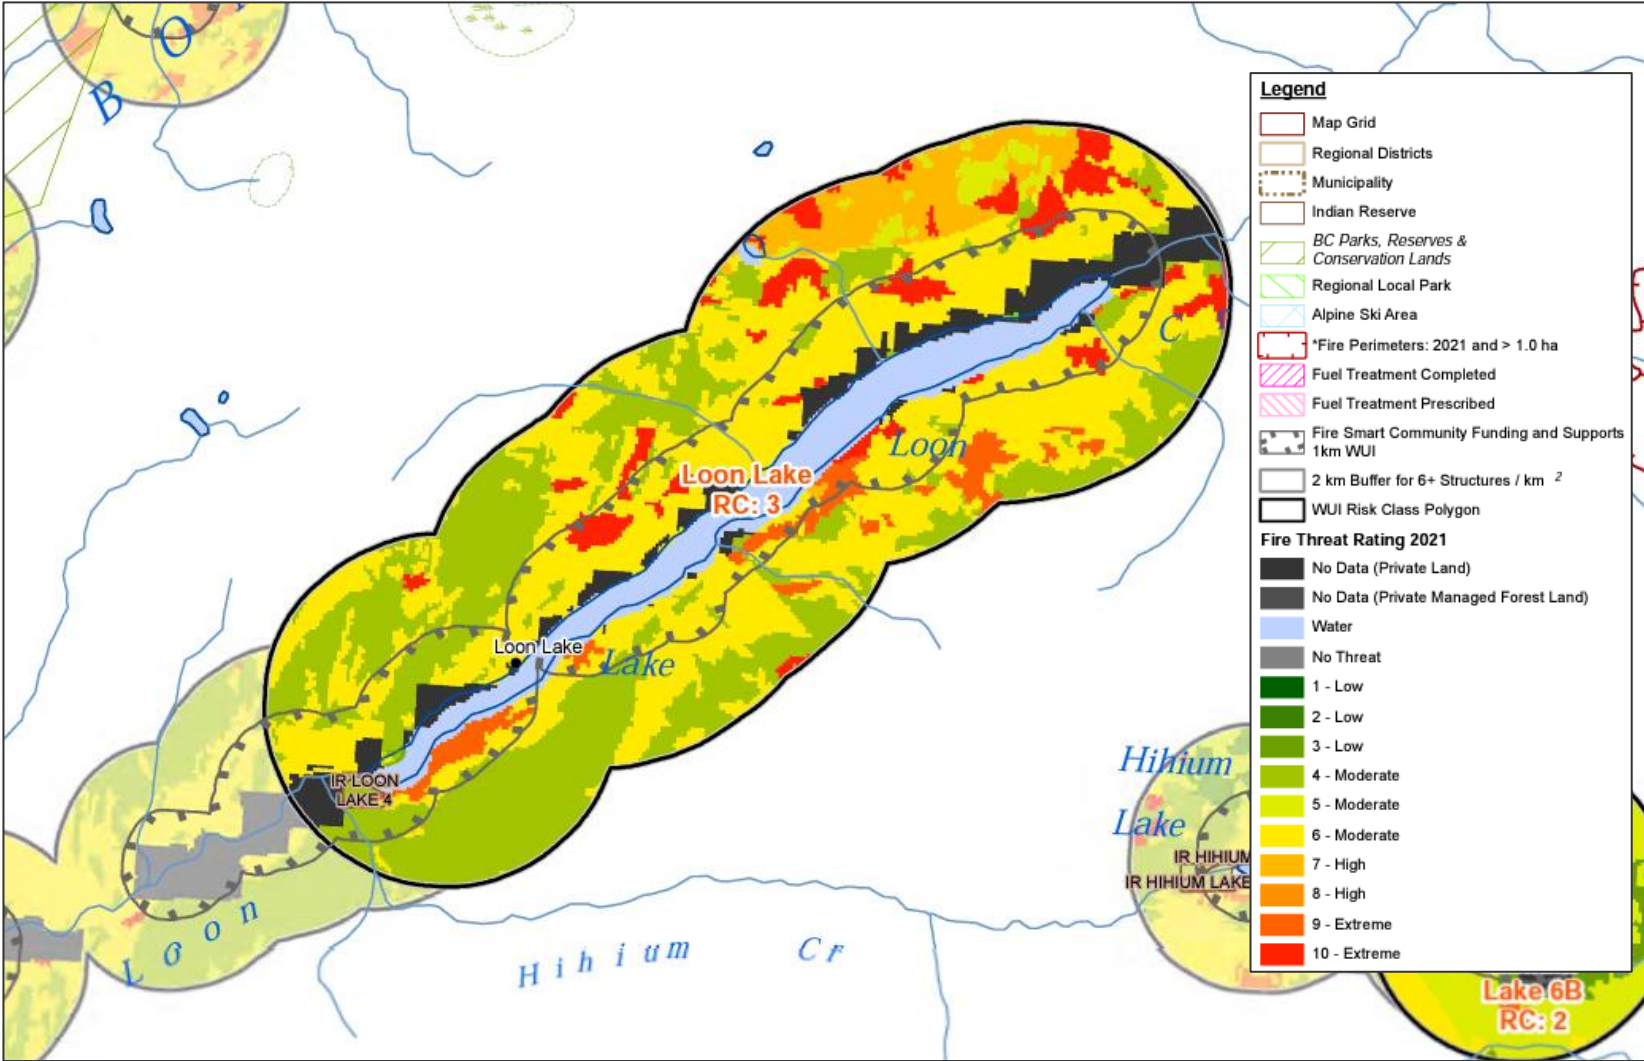 B O
Loon Lake
RC: 3
Loon
C
Loon Lake
Lake
IR LOON
LAKE 4
Loon
Hihium Cr
Hihium
Lake
IR HIHIUM
IR HIHIUM LAKE
Lake 6B
RC: 2
Legend
Map Grid
Regional Districts
Municipality
Indian Reserve
BC Parks, Reserves &
Conservation Lands
Regional Local Park
Alpine Ski Area
*Fire Perimeters: 2021 and > 1.0 ha
Fuel Treatment Completed
Fuel Treatment Prescribed
Fire Smart Community Funding and Supports
1km WUI
2 km Buffer for 6+ Structures / km 2
WUI Risk Class Polygon
Fire Threat Rating 2021
No Data (Private Land)
No Data (Private Managed Forest Land)
Water
No Threat
1 - Low
2 - Low
3 - Low
4 - Moderate
5 - Moderate
6 - Moderate
7 - High
8 - High
9 - Extreme
10 - Extreme